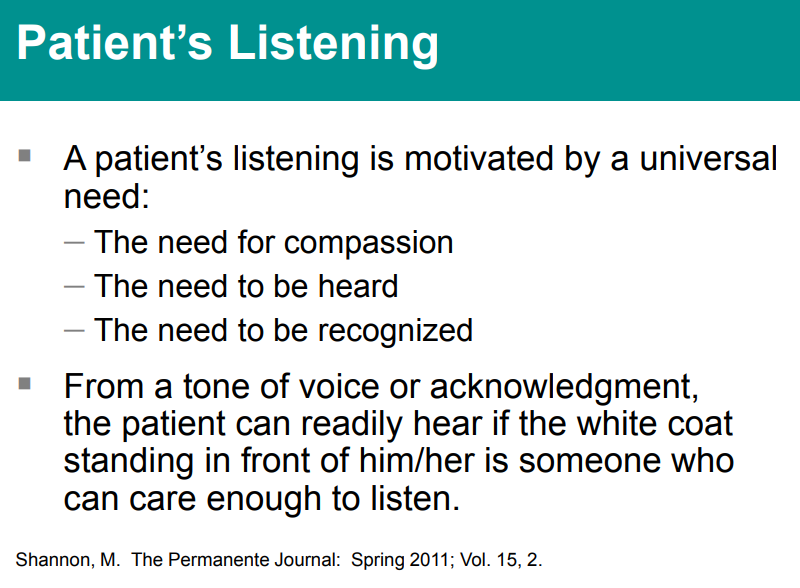 Patient’s Listening
▪ A patient’s listening is motivated by a universal
need:
– The need for compassion
– The need to be heard
– The need to be recognized
▪ From a tone of voice or acknowledgment,
the patient can readily hear if the white coat
standing in front of him/her is someone who
can care enough to listen.
Shannon, M.  The Permanente Journal:  Spring 2011; Vol. 15, 2.